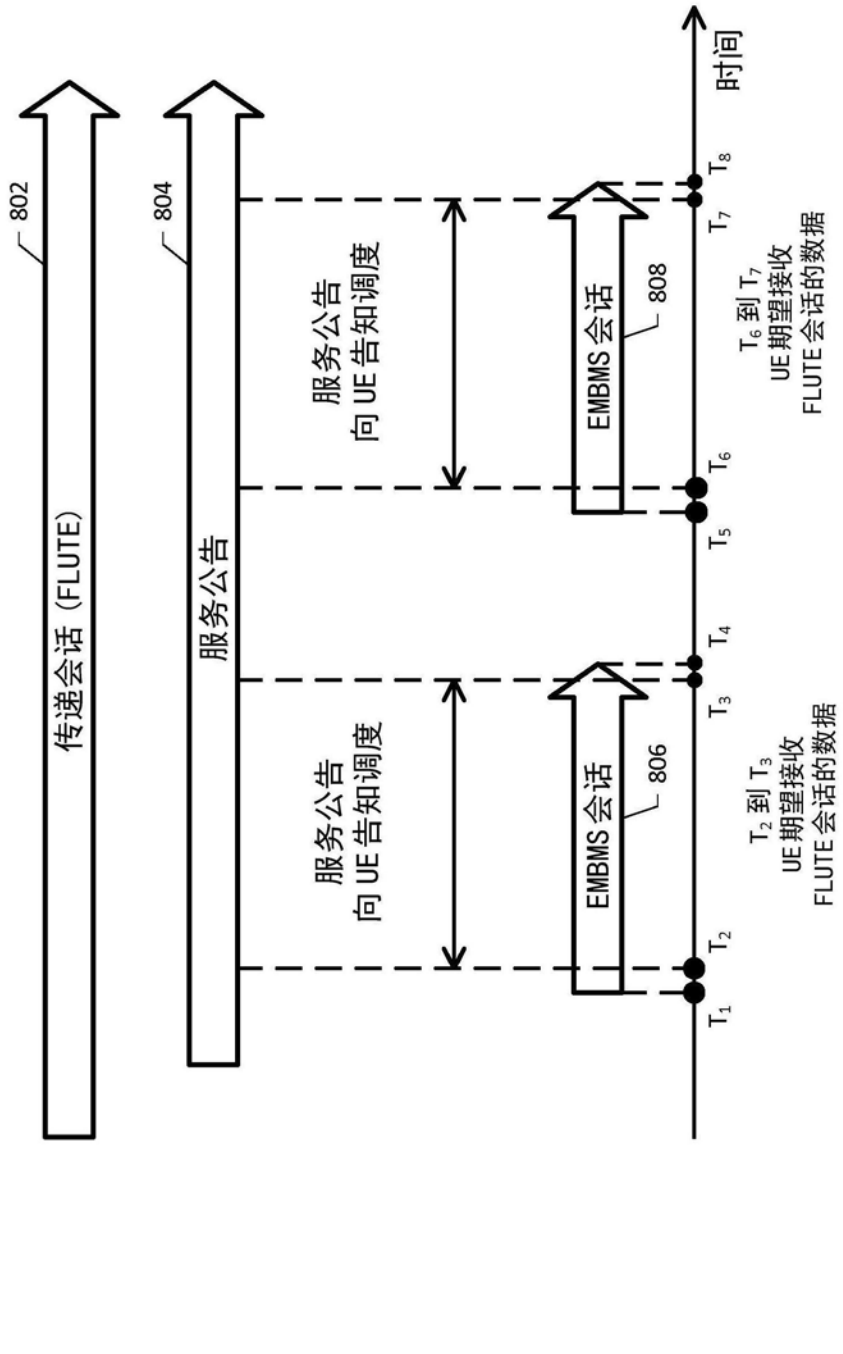 802
传递会话 (FLUTE)
804
服务公告
服务公告
向 UE 告知调度
服务公告
向 UE 告知调度
EMBMS 会话
806
EMBMS 会话
808
T₁
T₂
T₃
T₄
T₅
T₆
T₇
T₈
时间
T₂ 到 T₃
UE 期望接收
FLUTE 会话的数据
T₆ 到 T₇
UE 期望接收
FLUTE 会话的数据